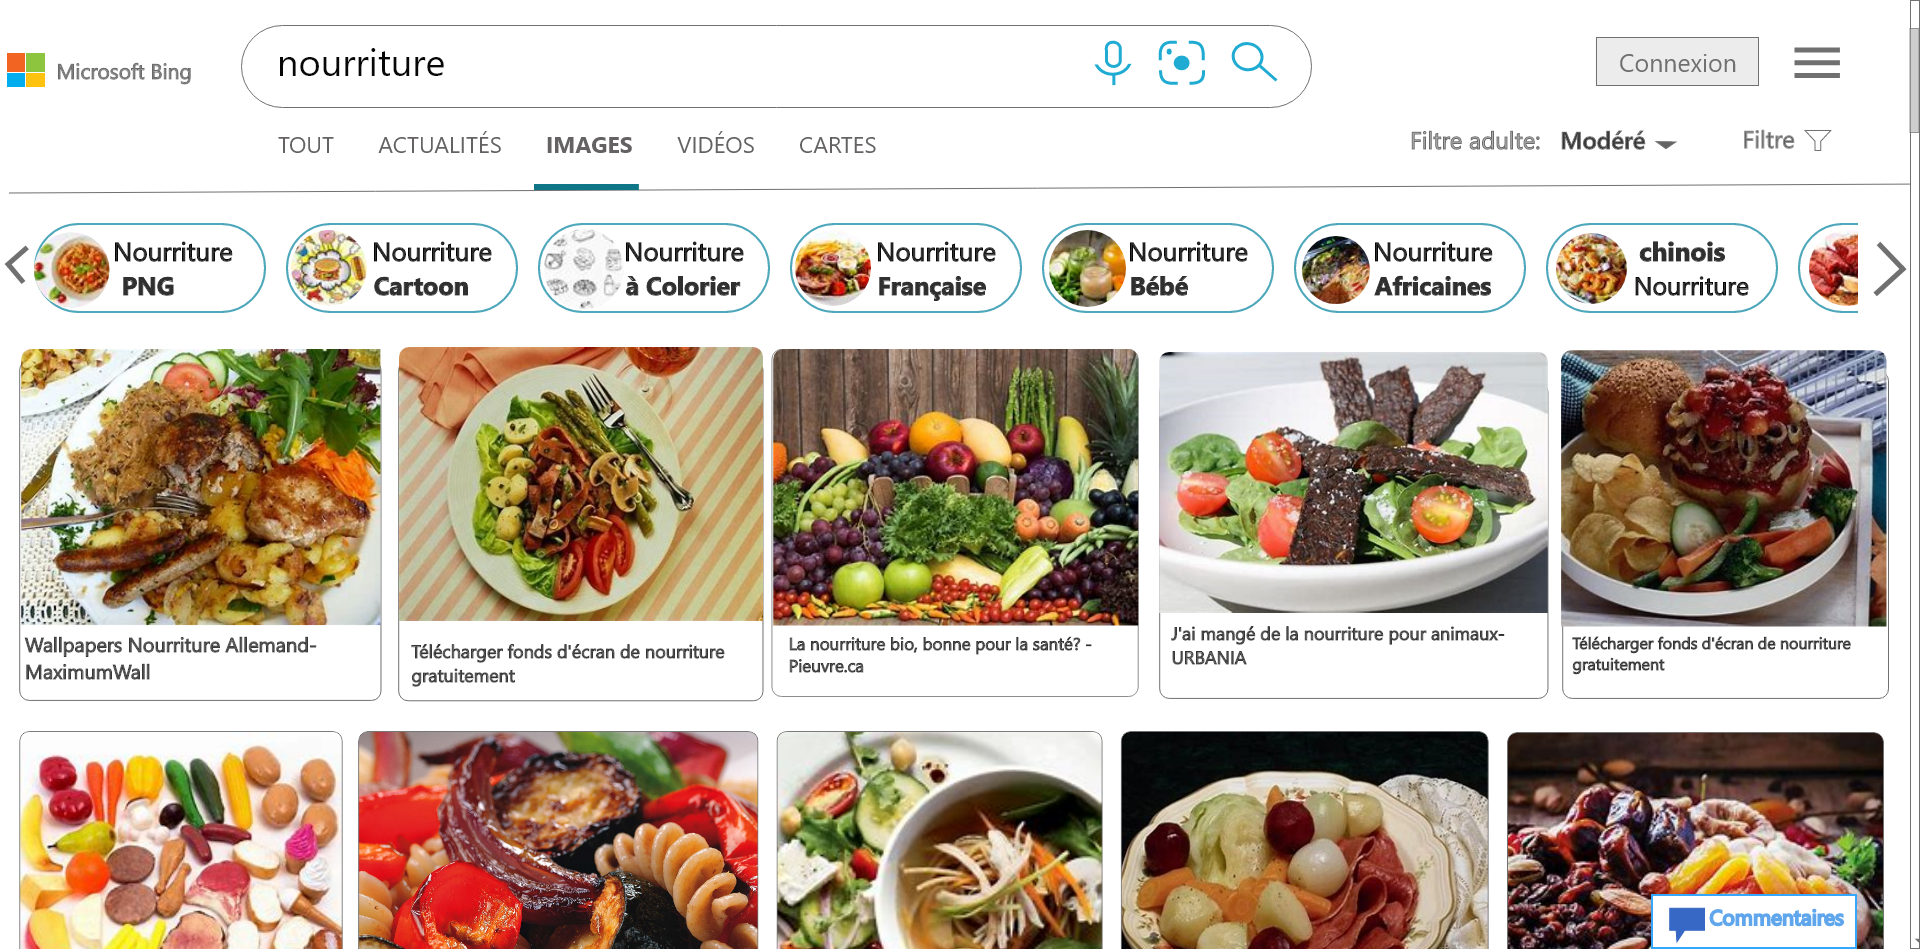 Microsoft Bing
nourriture
Connexion
TOUT ACTUALITÉS IMAGES VIDÉOS CARTES
Filtre adulte: Modéré Filtre
Nourriture
PNG
Nourriture
Cartoon
Nourriture
à Colorier
Nourriture
Française
Nourriture
Bébé
Nourriture
Africaines
chinois
Nourriture
Wallpapers Nourriture Allemand-
MaximumWall
Télécharger fonds d'écran de nourriture
gratuitement
La nourriture bio, bonne pour la santé? -
Pieuvre.ca
J'ai mangé de la nourriture pour animaux-
URBANIA
Télécharger fonds d'écran de nourriture
gratuitement
Commentaires